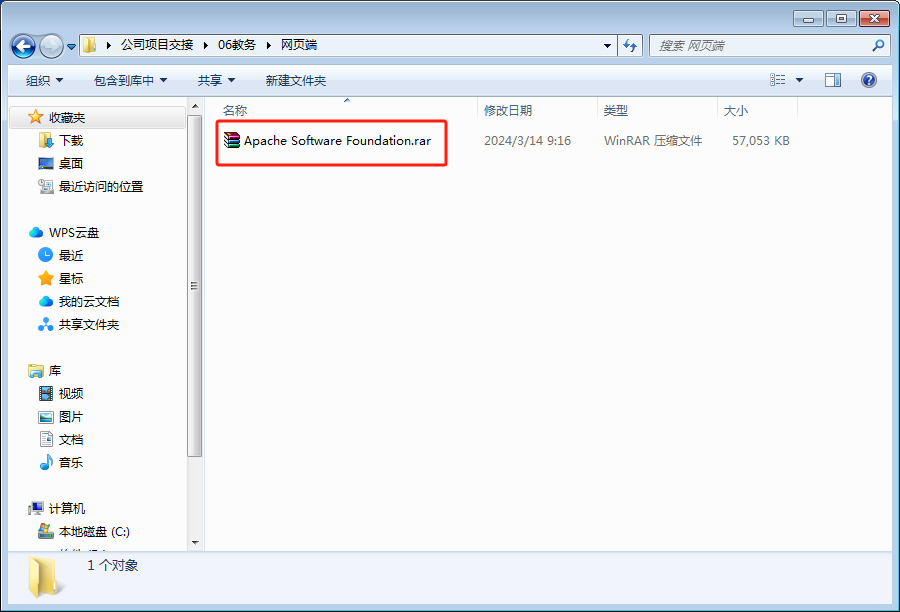 公司项目交接 06教务 网页端
搜索 网页端
组织 包含到库中 共享 新建文件夹
名称 修改日期 类型 大小
Apache Software Foundation.rar 2024/3/14 9:16 WinRAR 压缩文件 57,053 KB
收藏夹
下载
桌面
最近访问的位置
WPS云盘
最近
星标
我的云文档
共享文件夹
库
视频
图片
文档
音乐
计算机
本地磁盘 (C:)
1 个对象